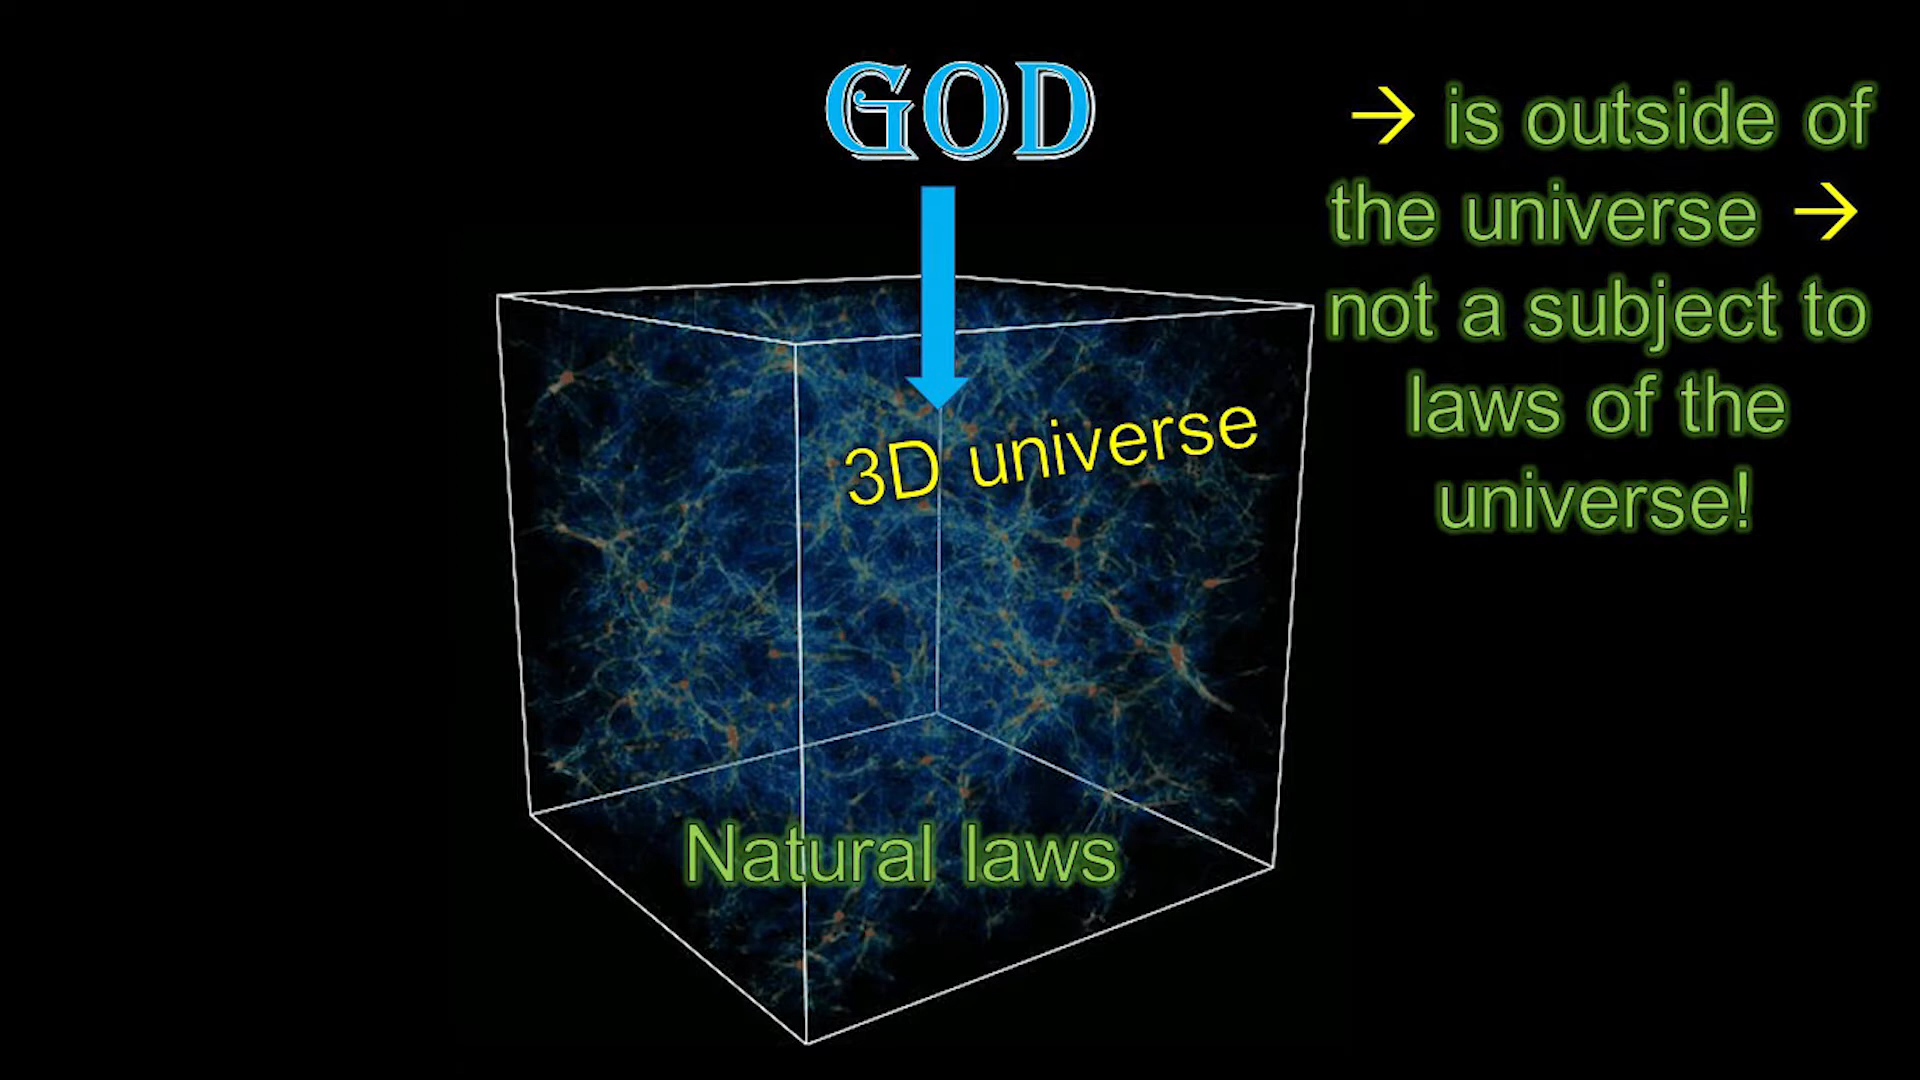 GOD
→ is outside of
the universe →
not a subject to
laws of the
universe!
3D universe
Natural laws